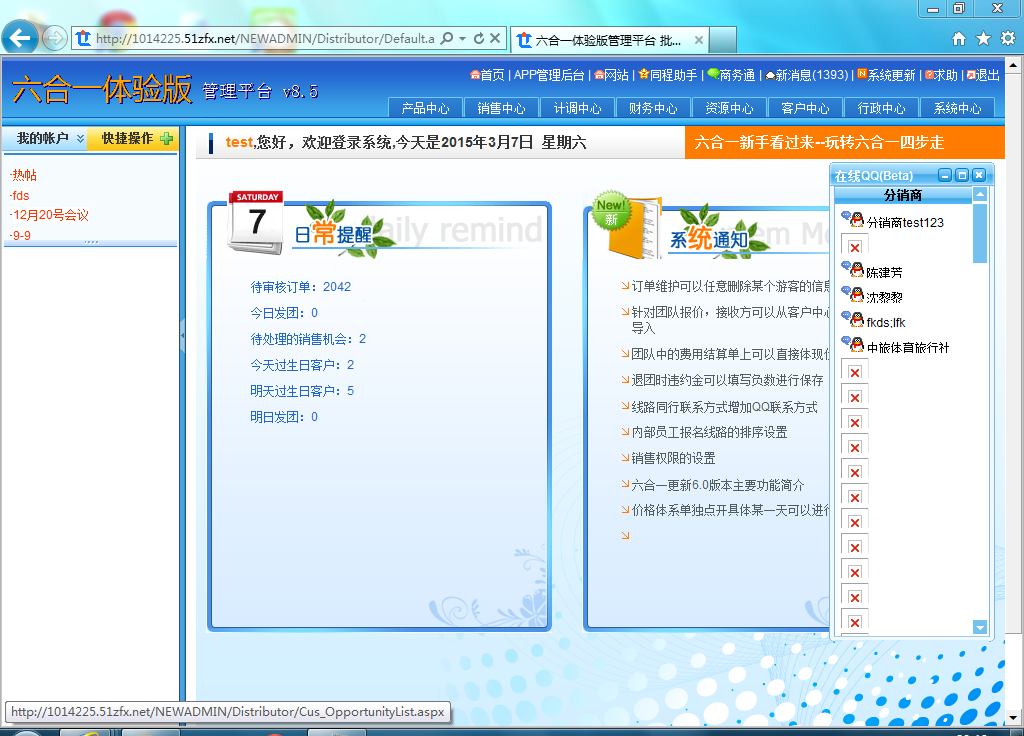 http://1014225.51zfx.net/NEWADMIN/Distributor/Default.a
六合一体验版管理平台 批...
六合一体验版 管理平台 v8.5
首页 | APP管理后台 | 网站 | 同程助手 | 商务通 | 新消息(1393) | 系统更新 | 求助 | 退出
产品中心 销售中心 计调中心 财务中心 资源中心 客户中心 行政中心 系统中心
我的帐户 快捷操作
·热帖
·fds
·12月20号会议
·9-9
test,您好，欢迎登录系统,今天是2015年3月7日 星期六
六合一新手看过来--玩转六合一四步走
SATURDAY
7
日常提醒
daily remind
待审核订单：2042
今日发团：0
待处理的销售机会：2
今天过生日客户：2
明天过生日客户：5
明日发团：0
New!
新
系统通知
订单维护可以任意删除某个游客的信息
针对团队报价，接收方可以从客户中心
导入
团队中的费用结算单上可以直接体现
退团时违约金可以填写负数进行保存
线路同行联系方式增加QQ联系方式
内部员工报名线路的排序设置
销售权限的设置
六合一更新6.0版本主要功能简介
价格体系单独点开具体某一天可以进行
在线QQ(Beta)
分销商
分销商test123
陈建芳
沈黎黎
fkds;lfk
中旅体育旅行社
http://1014225.51zfx.net/NEWADMIN/Distributor/Cus_OpportunityList.aspx